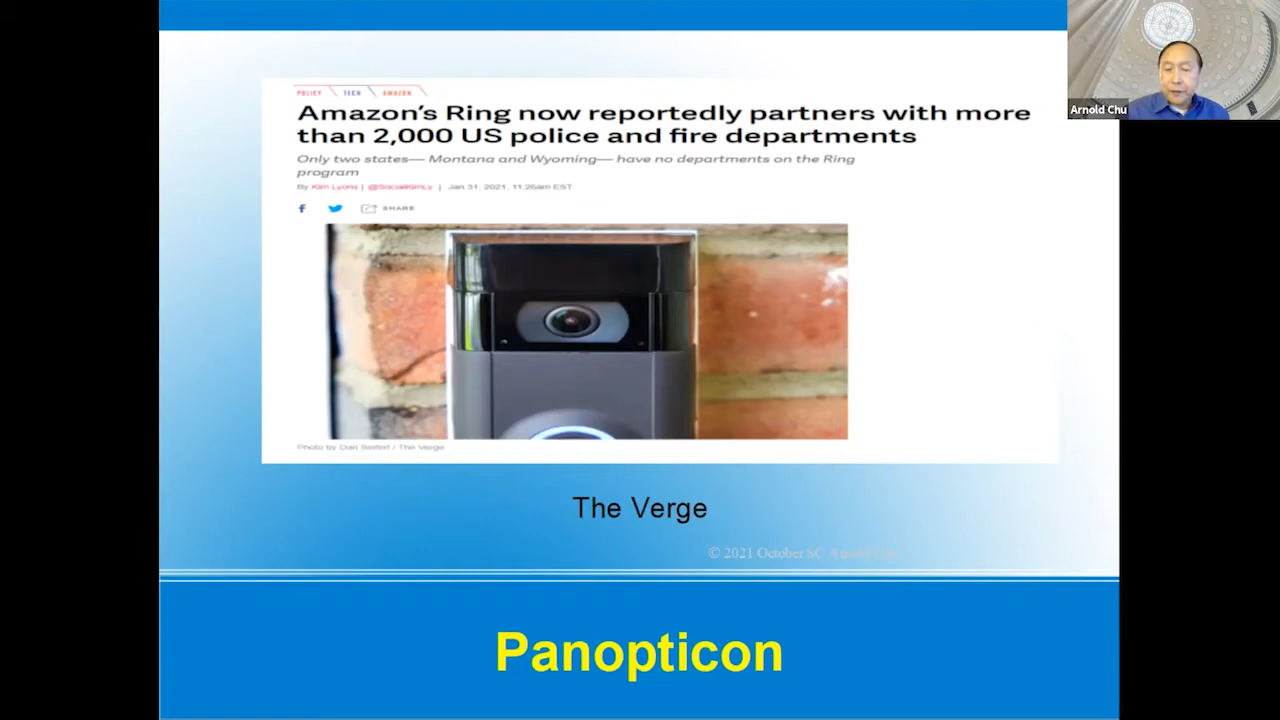 Arnold Chu
POLICY TECH AMAZON
Amazon's Ring now reportedly partners with more
than 2,000 US police and fire departments
Only two states— Montana and Wyoming— have no departments on the Ring
program
By Kim Lyons | @SocialKimLy | Jan 31, 2021, 11:26am EST
f SHARE
Photo by Dan Seifert / The Verge
The Verge
© 2021 October SC
Panopticon